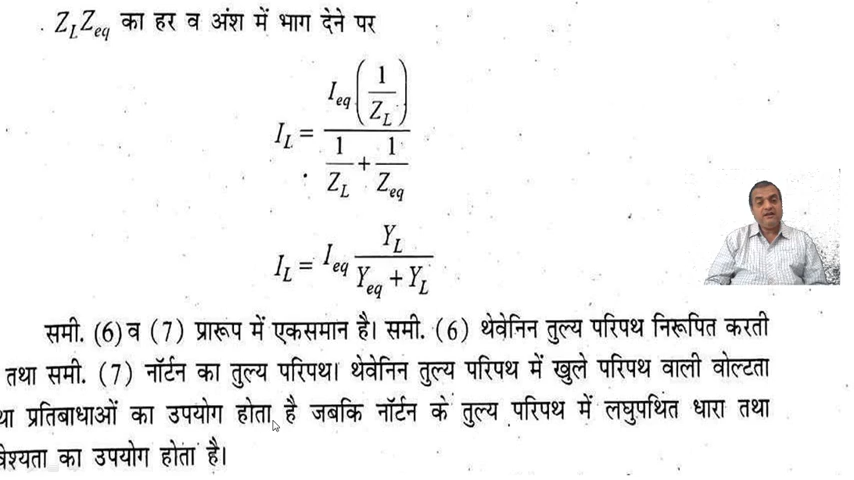 Z_L Z_eq का हर व अंश में भाग देने पर
I_L = I_eq (1/Z_L) / (1/Z_L + 1/Z_eq)
I_L = I_eq Y_L / (Y_eq + Y_L)
समी. (6) व (7) प्रारूप में एकसमान है। समी. (6) थेवेनिन तुल्य परिपथ निरूपित करती
तथा समी. (7) नॉर्टन का तुल्य परिपथ। थेवेनिन तुल्य परिपथ में खुले परिपथ वाली वोल्टता
था प्रतिबाधाओं का उपयोग होता है जबकि नॉर्टन के तुल्य परिपथ में लघुपथित धारा तथा
वेश्यता का उपयोग होता है।